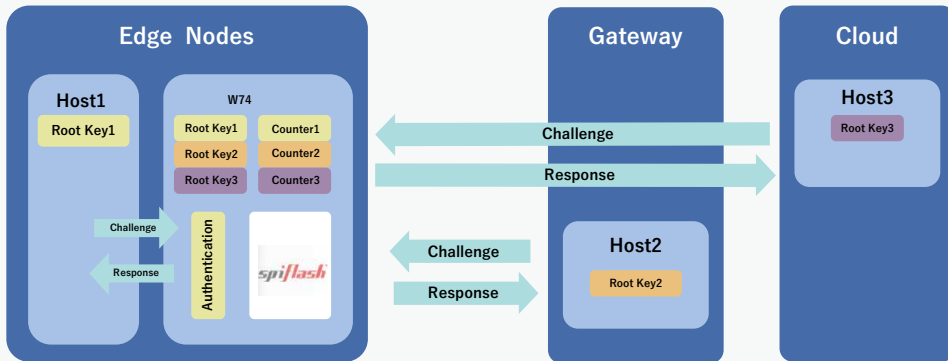 Edge Nodes
Gateway
Cloud
Host1
Root Key1
W74
Root Key1
Counter1
Root Key2
Counter2
Root Key3
Counter3
Challenge
Response
Authentication
spiflash
Challenge
Response
Challenge
Response
Host2
Root Key2
Host3
Root Key3